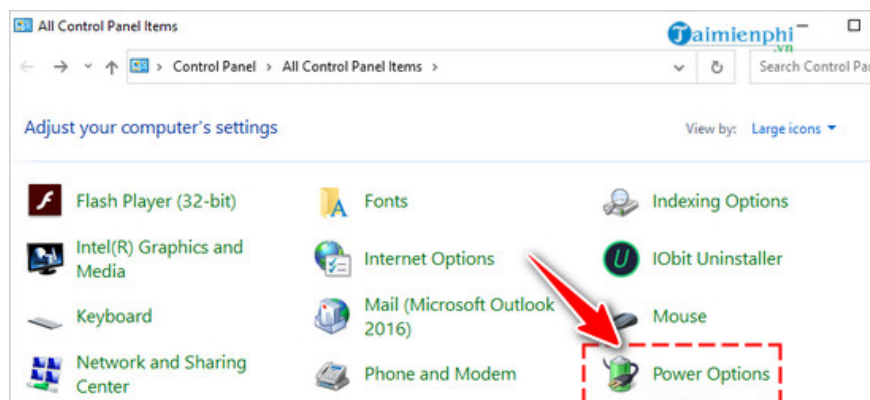 All Control Panel Items
Taimienphi
.vn
Control Panel > All Control Panel Items >
Search Control Pa
Adjust your computer's settings
View by: Large icons
Flash Player (32-bit)
Fonts
Indexing Options
Intel(R) Graphics and
Media
Internet Options
IObit Uninstaller
Keyboard
Mail (Microsoft Outlook
2016)
Mouse
Network and Sharing
Center
Phone and Modem
Power Options